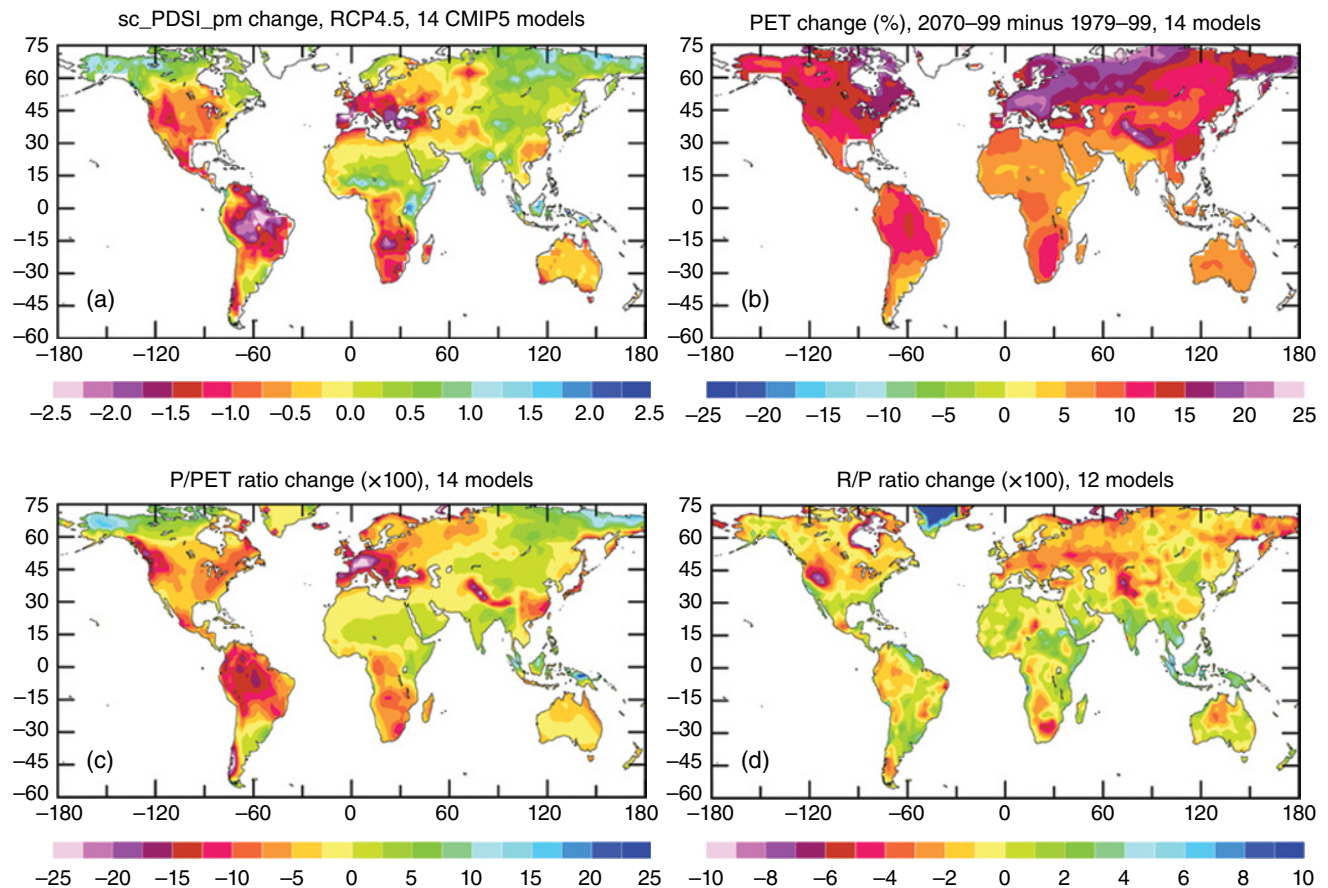 sc_PDSI_pm change, RCP4.5, 14 CMIP5 models
75
60
45
30
15
0
–15
–30
–45
–60
(a)
–180 –120 –60 0 60 120 180
–2.5 –2.0 –1.5 –1.0 –0.5 0.0 0.5 1.0 1.5 2.0 2.5
PET change (%), 2070–99 minus 1979–99, 14 models
75
60
45
30
15
0
–15
–30
–45
–60
(b)
–180 –120 –60 0 60 120 180
–25 –20 –15 –10 –5 0 5 10 15 20 25
P/PET ratio change (×100), 14 models
75
60
45
30
15
0
–15
–30
–45
–60
(c)
–180 –120 –60 0 60 120 180
–25 –20 –15 –10 –5 0 5 10 15 20 25
R/P ratio change (×100), 12 models
75
60
45
30
15
0
–15
–30
–45
–60
(d)
–180 –120 –60 0 60 120 180
–10 –8 –6 –4 –2 0 2 4 6 8 10